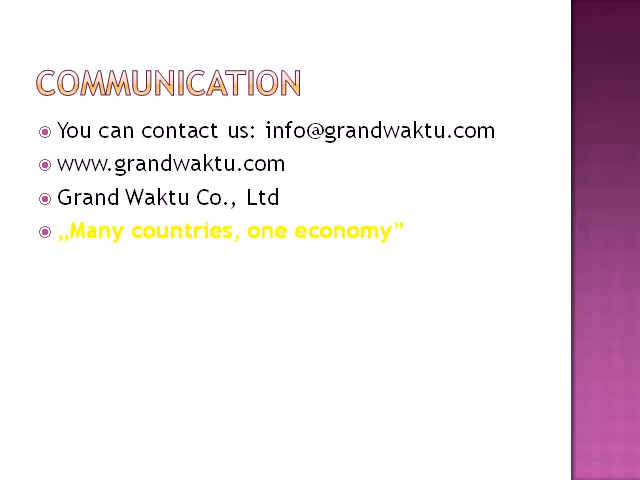 COMMUNICATION
You can contact us: info@grandwaktu.com
www.grandwaktu.com
Grand Waktu Co., Ltd
„Many countries, one economy”